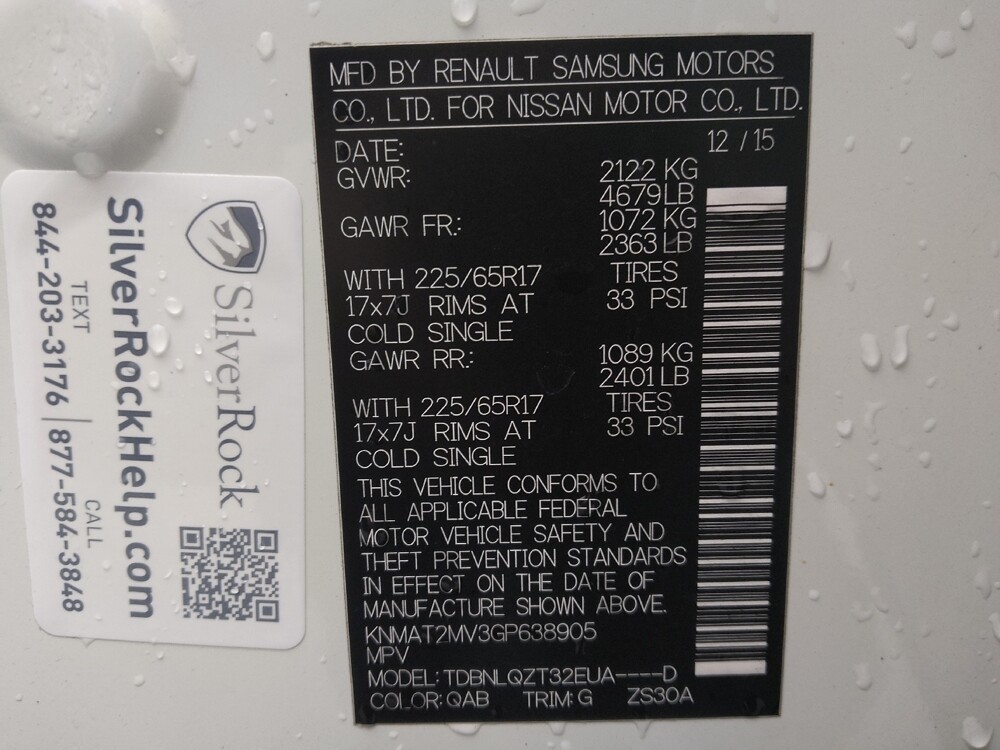 MFD BY RENAULT SAMSUNG MOTORS
CO., LTD. FOR NISSAN MOTOR CO., LTD.
DATE: 12 / 15
GVWR: 2122 KG
4679 LB
GAWR FR.: 1072 KG
2363 LB
WITH 225/65R17 TIRES
17x7J RIMS AT 33 PSI
COLD SINGLE
GAWR RR.: 1089 KG
2401 LB
WITH 225/65R17 TIRES
17x7J RIMS AT 33 PSI
COLD SINGLE
THIS VEHICLE CONFORMS TO
ALL APPLICABLE FEDERAL
MOTOR VEHICLE SAFETY AND
THEFT PREVENTION STANDARDS
IN EFFECT ON THE DATE OF
MANUFACTURE SHOWN ABOVE.
KNMAT2MV3GP638905
MPV
MODEL: TDBNLQZT32EUA----D
COLOR: QAB TRIM: G ZS30A
SilverRock
SilverRockHelp.com
TEXT CALL
844-203-3176 | 877-584-3848